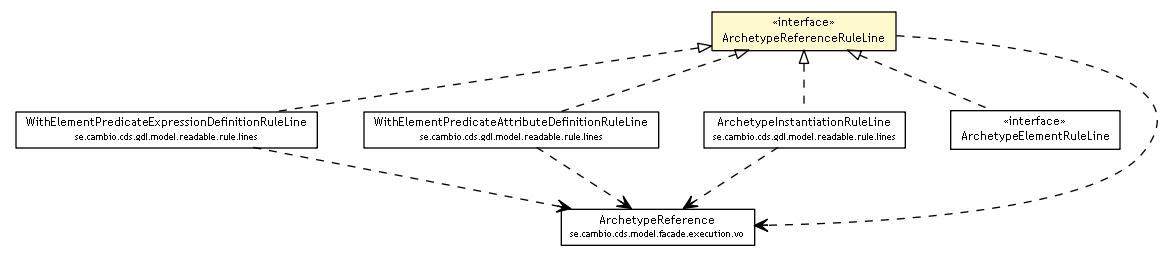 «interface»
ArchetypeReferenceRuleLine
WithElementPredicateExpressionDefinitionRuleLine
se.cambio.cds.gdl.model.readable.rule.lines
WithElementPredicateAttributeDefinitionRuleLine
se.cambio.cds.gdl.model.readable.rule.lines
ArchetypeInstantiationRuleLine
se.cambio.cds.gdl.model.readable.rule.lines
«interface»
ArchetypeElementRuleLine
ArchetypeReference
se.cambio.cds.model.facade.execution.vo